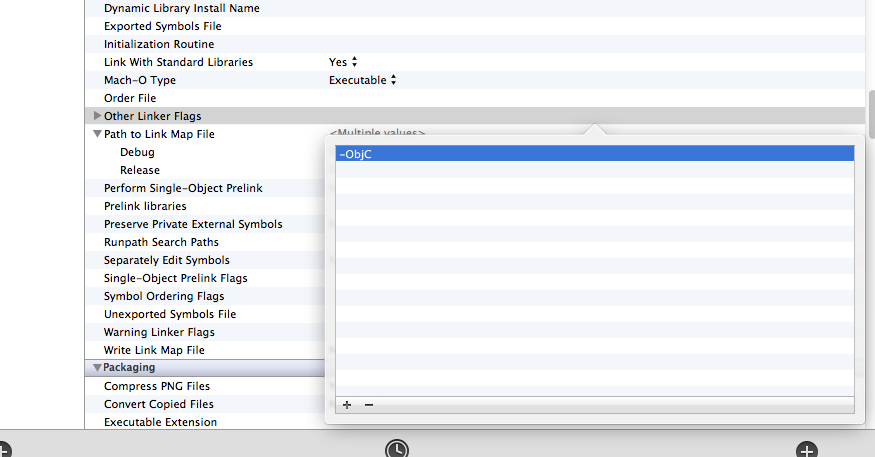 Dynamic Library Install Name
Exported Symbols File
Initialization Routine
Link With Standard Libraries Yes
Mach-O Type Executable
Order File
Other Linker Flags
Path to Link Map File <Multiple values>
-ObjC
Debug
Release
Perform Single-Object Prelink
Prelink libraries
Preserve Private External Symbols
Runpath Search Paths
Separately Edit Symbols
Single-Object Prelink Flags
Symbol Ordering Flags
Unexported Symbols File
Warning Linker Flags
Write Link Map File
Packaging
Compress PNG Files
Convert Copied Files
Executable Extension